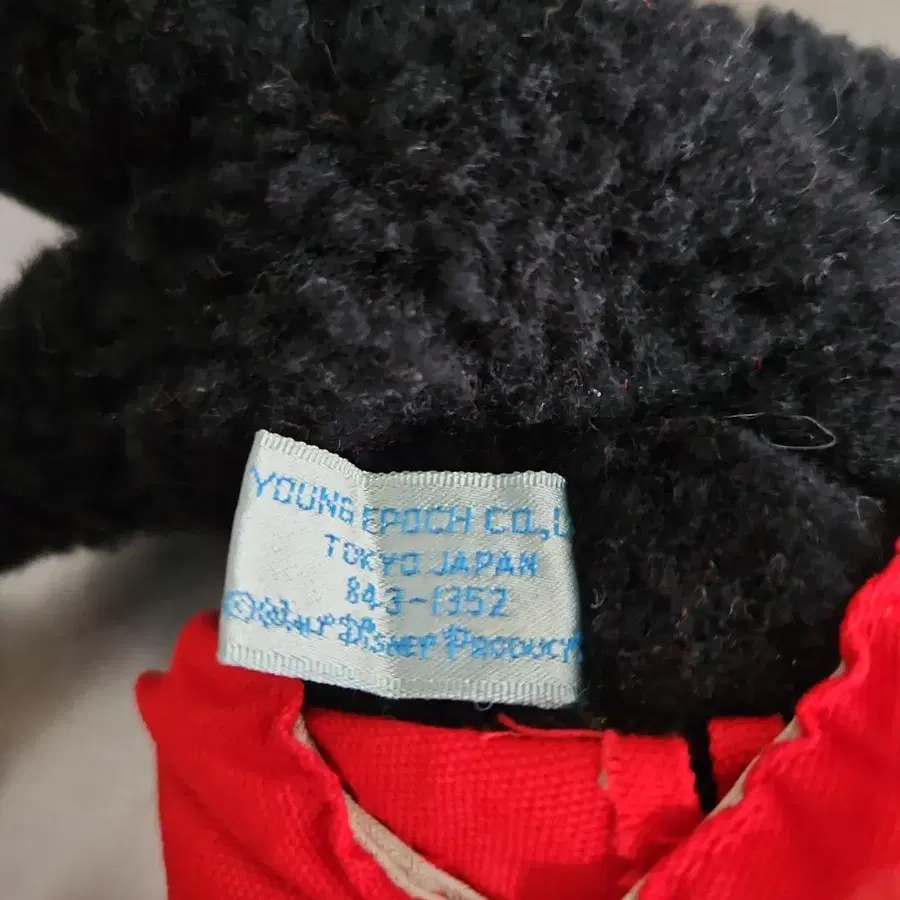 YOUNG EPOCH CO.,L
TOKYO JAPAN
843-1352
©WALT DISNEY PRODUCT